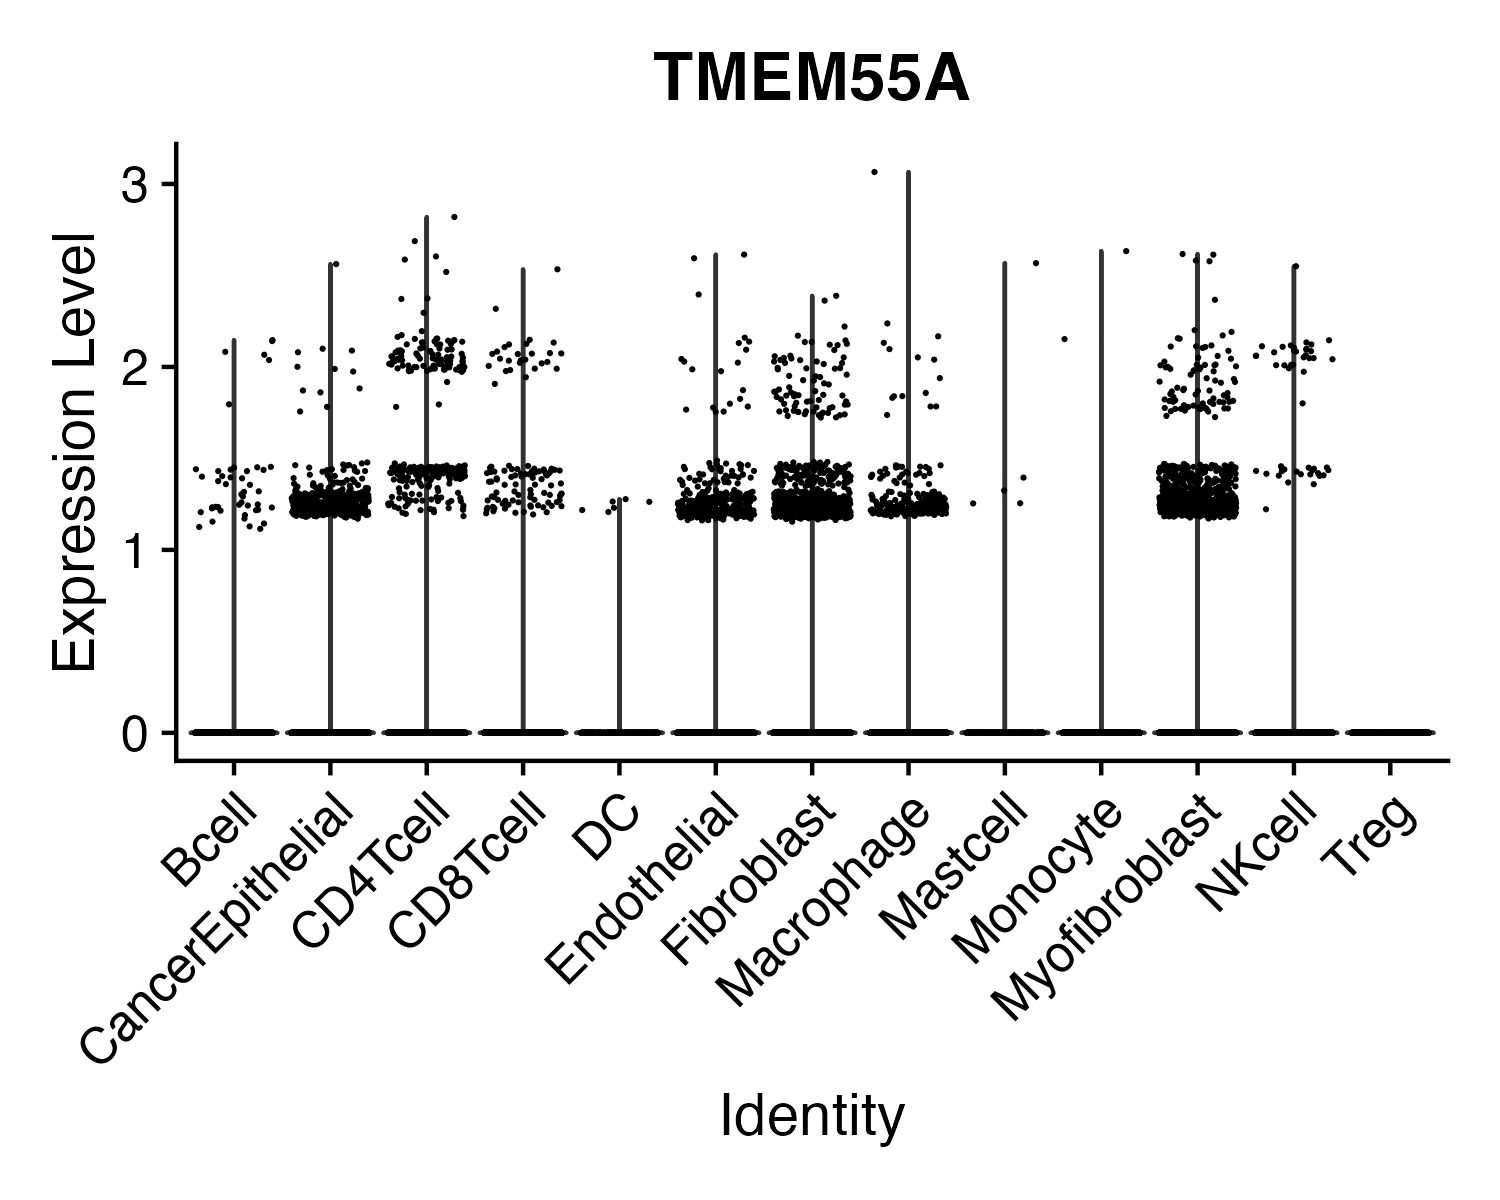 TMEM55A
Expression Level
3
2
1
0
Bcell
CancerEpithelial
CD4Tcell
CD8Tcell
DC
Endothelial
Fibroblast
Macrophage
Mastcell
Monocyte
Myofibroblast
NKcell
Treg
Identity